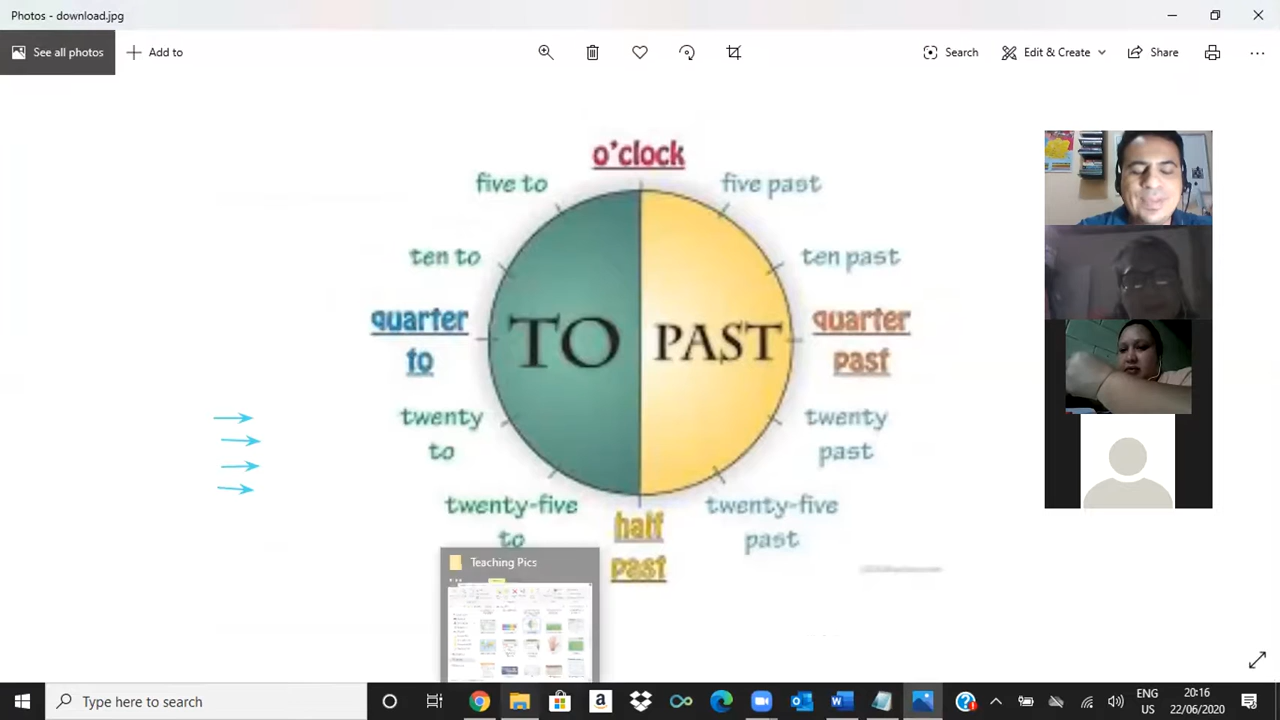 Photos - download.jpg
See all photos
Add to
Search
Edit & Create
Share
o'clock
five to
five past
ten to
ten past
quarter
to
quarter
past
TO
PAST
twenty
to
twenty
past
twenty-five
to
half
past
twenty-five
past
Teaching Pics
Type here to search
ENG
US
20:16
22/06/2020